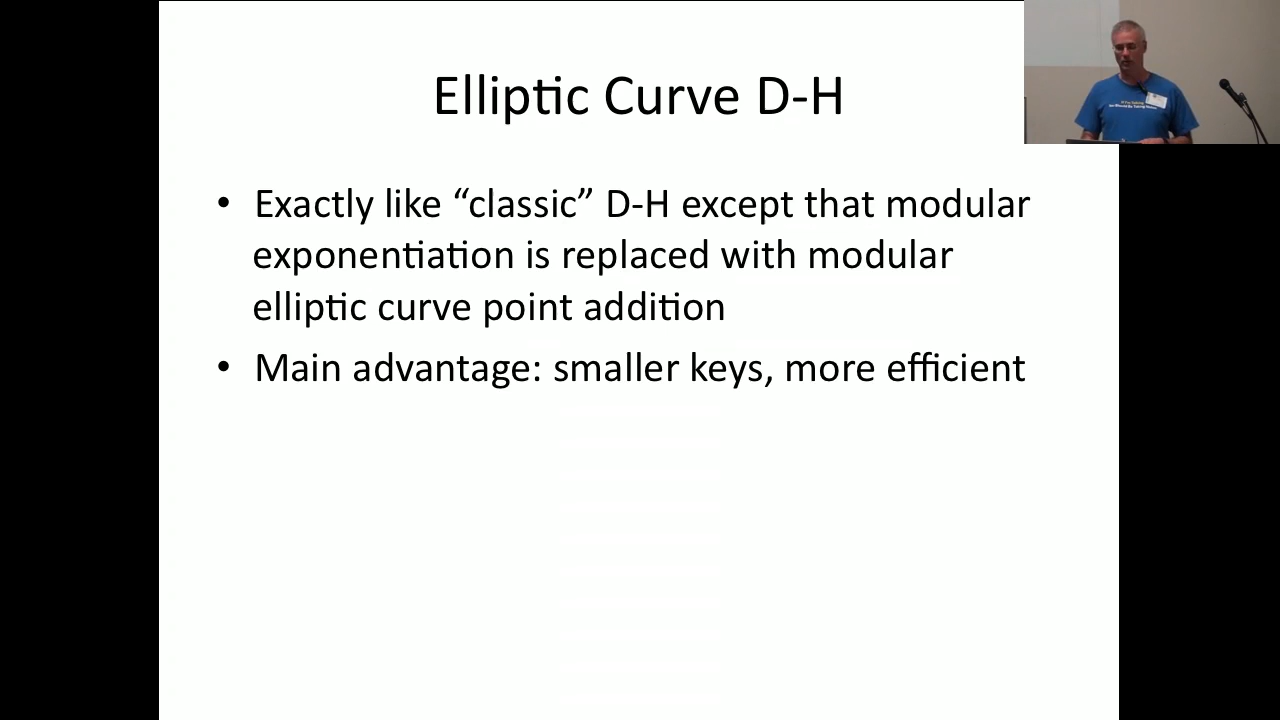 Elliptic Curve D-H
• Exactly like “classic” D-H except that modular
exponentiation is replaced with modular
elliptic curve point addition
• Main advantage: smaller keys, more efficient